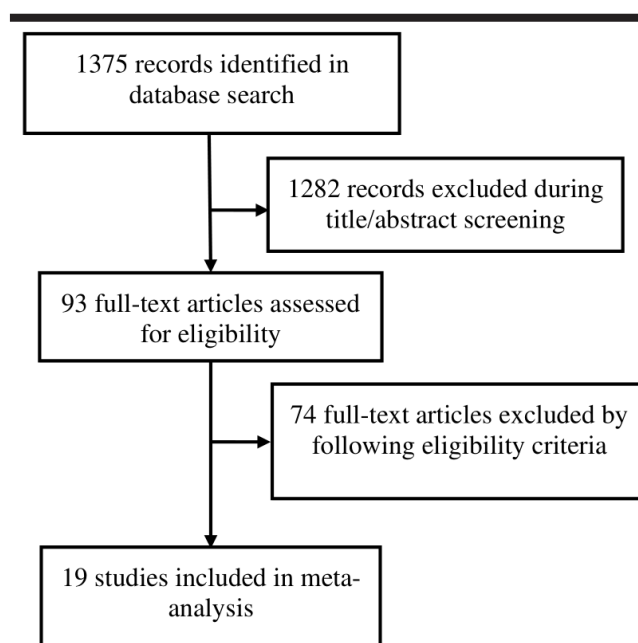 1375 records identified in
database search
1282 records excluded during
title/abstract screening
93 full-text articles assessed
for eligibility
74 full-text articles excluded by
following eligibility criteria
19 studies included in meta-
analysis